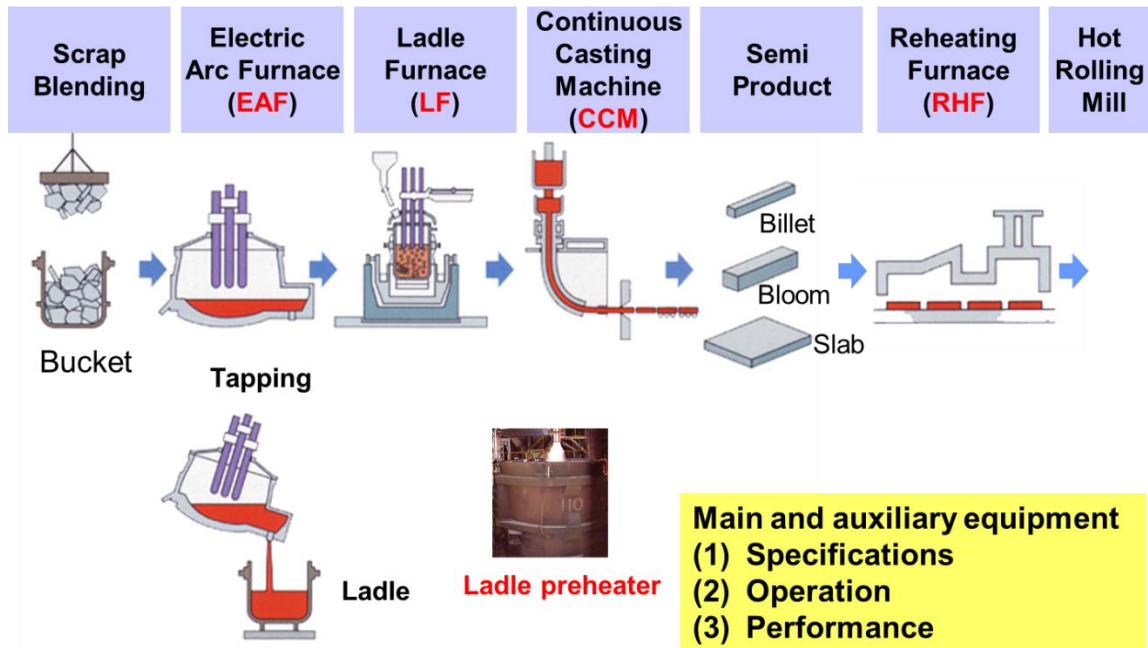 Scrap
Blending
Electric
Arc Furnace
(EAF)
Ladle
Furnace
(LF)
Continuous
Casting
Machine
(CCM)
Semi
Product
Reheating
Furnace
(RHF)
Hot
Rolling
Mill
Bucket
Billet
Bloom
Slab
Tapping
Ladle
110
Ladle preheater
Main and auxiliary equipment
(1) Specifications
(2) Operation
(3) Performance